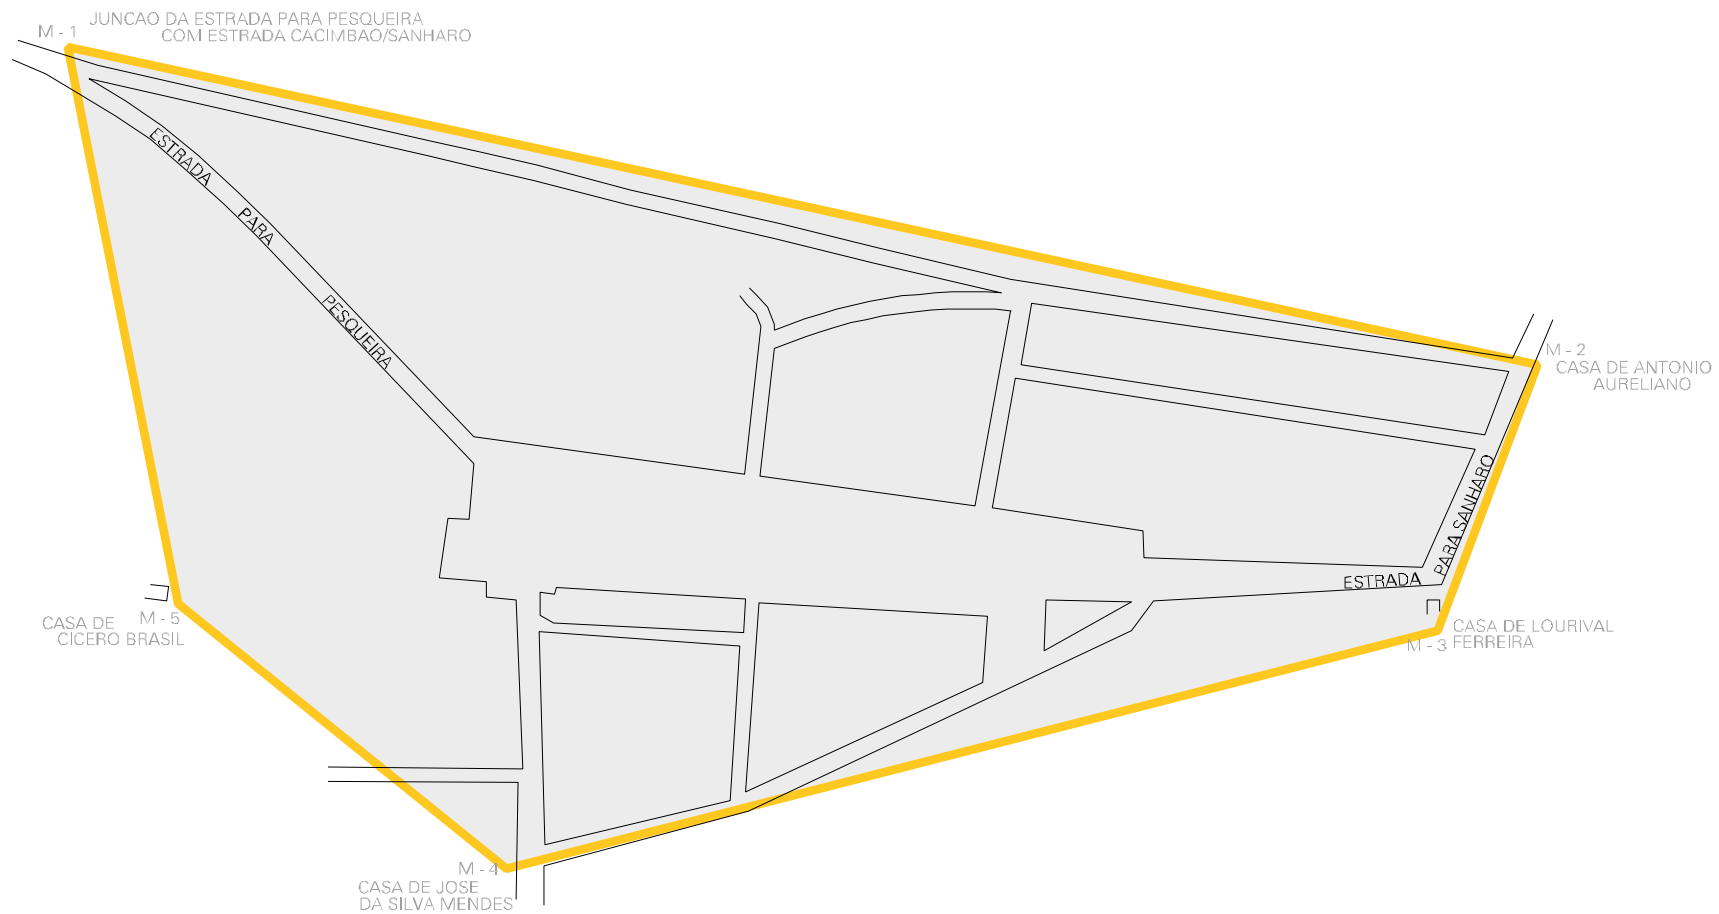 JUNCAO DA ESTRADA PARA PESQUEIRA
M - 1
COM ESTRADA CACIMBAO/SANHARO
ESTRADA
PARA
PESQUEIRA
M - 2
CASA DE ANTONIO
AURELIANO
PARA SANHARO
ESTRADA
CASA DE
M - 5
CICERO BRASIL
CASA DE LOURIVAL
M - 3
FERREIRA
M - 4
CASA DE JOSE
DA SILVA MENDES